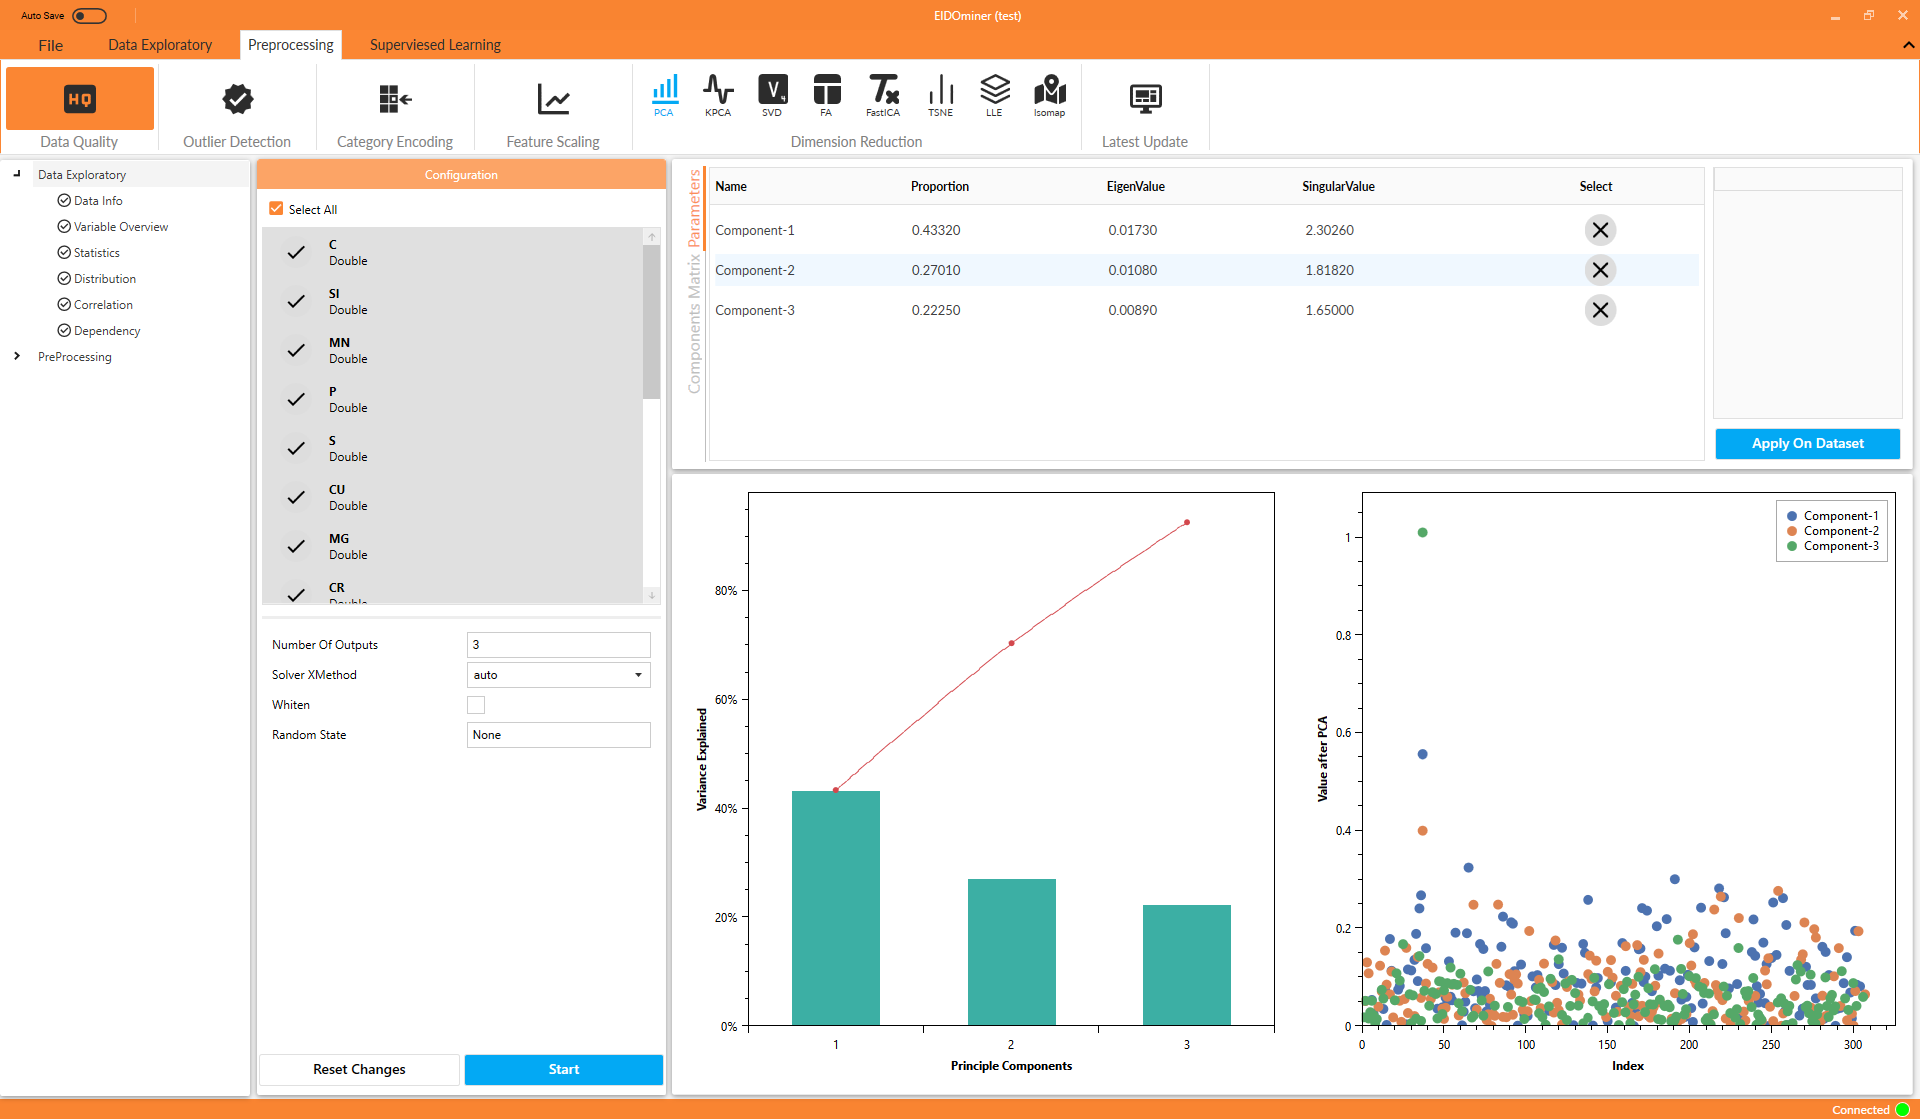 Auto Save
EIDOminer (test)
File
Data Exploratory
Preprocessing
Superviesed Learning
HQ
PCA
KPCA
SVD
FA
FastICA
TSNE
LLE
Isomap
Data Quality
Outlier Detection
Category Encoding
Feature Scaling
Dimension Reduction
Latest Update
Data Exploratory
Data Info
Variable Overview
Statistics
Distribution
Correlation
Dependency
PreProcessing
Configuration
Select All
C
Double
SI
Double
MN
Double
P
Double
S
Double
CU
Double
MG
Double
CR
Double
Number Of Outputs
3
Solver XMethod
auto
Whiten
Random State
None
Reset Changes
Start
Parameters
Components Matrix
Name Proportion EigenValue SingularValue Select
Component-1 0.43320 0.01730 2.30260
Component-2 0.27010 0.01080 1.81820
Component-3 0.22250 0.00890 1.65000
Apply On Dataset
Variance Explained
80%
60%
40%
20%
0%
1 2 3
Principle Components
Value after PCA
1
0.8
0.6
0.4
0.2
0
0 50 100 150 200 250 300
Index
Component-1
Component-2
Component-3
Connected